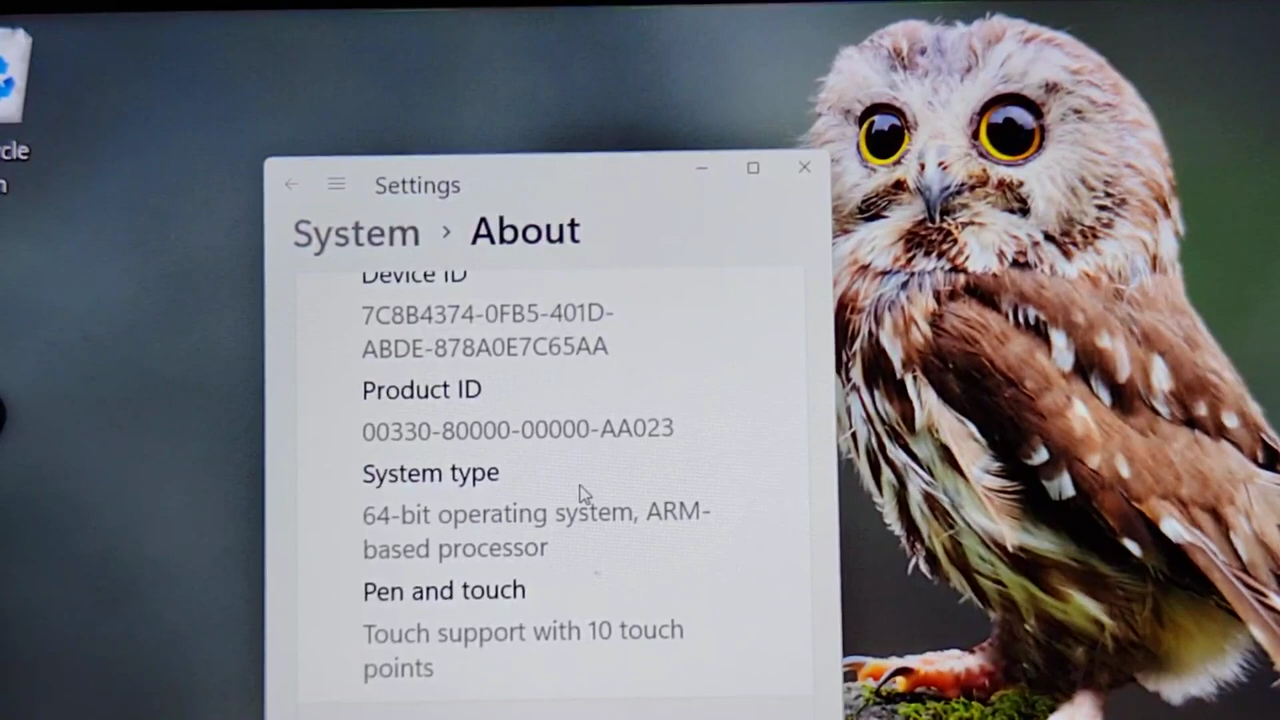 cle
n
Settings
System > About
Device ID
7C8B4374-0FB5-401D-
ABDE-878A0E7C65AA
Product ID
00330-80000-00000-AA023
System type
64-bit operating system, ARM-
based processor
Pen and touch
Touch support with 10 touch
points